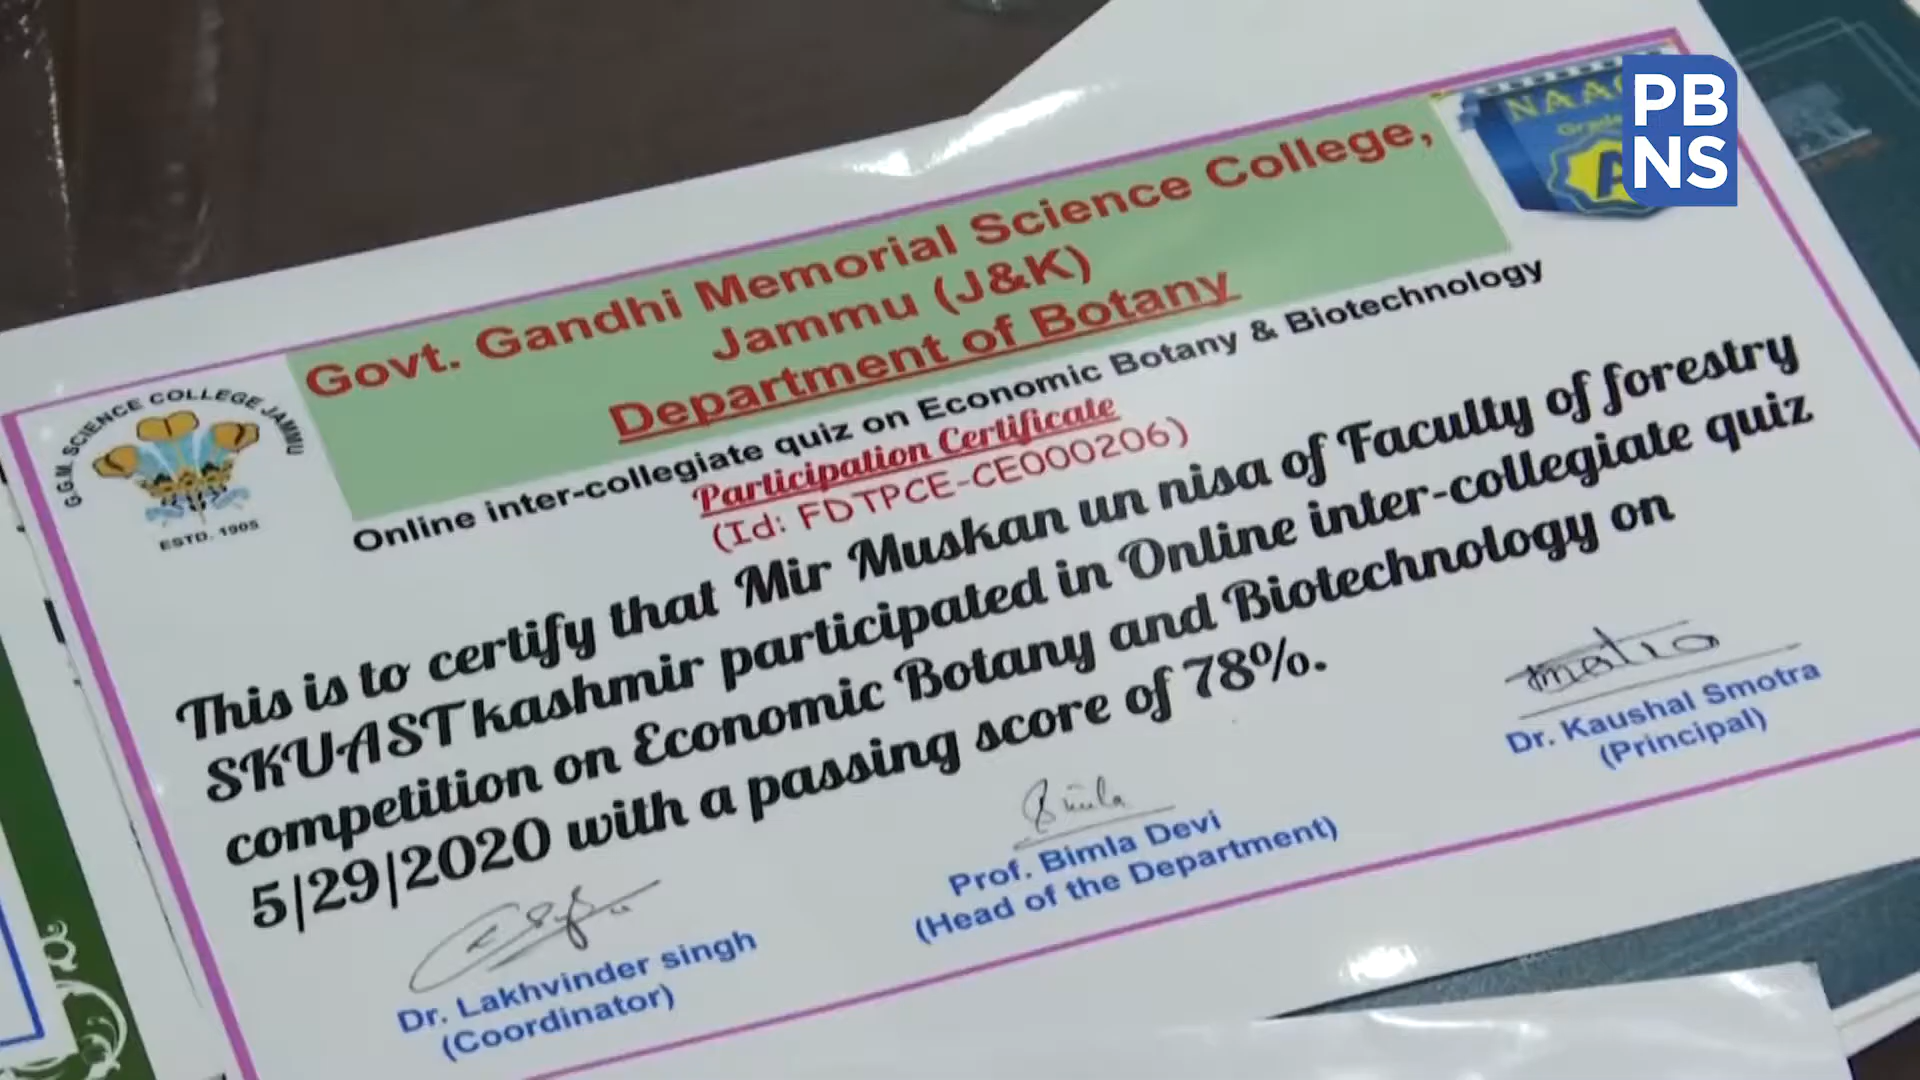 PB
NS
NAAC
Grade
A
Govt. Gandhi Memorial Science College,
Jammu (J&K)
Department of Botany
G.G.M. SCIENCE COLLEGE JAMMU
ESTD. 1905
Online inter-collegiate quiz on Economic Botany & Biotechnology
Participation Certificate
(Id: FDTPCE-CE000206)
This is to certify that Mir Muskan un nisa of Faculty of forestry
SKUAST kashmir participated in Online inter-collegiate quiz
competition on Economic Botany and Biotechnology on
5/29/2020 with a passing score of 78%.
Dr. Kaushal Smotra
(Principal)
Bimla
Prof. Bimla Devi
(Head of the Department)
Dr. Lakhvinder singh
(Coordinator)